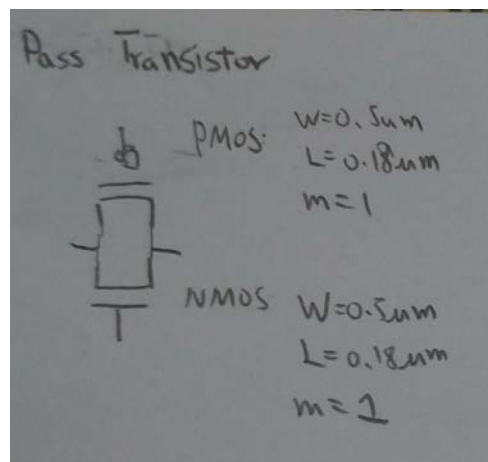 Pass Transistor
PMOS: W=0.5um
L=0.18um
m=1
NMOS W=0.5um
L=0.18um
m=1